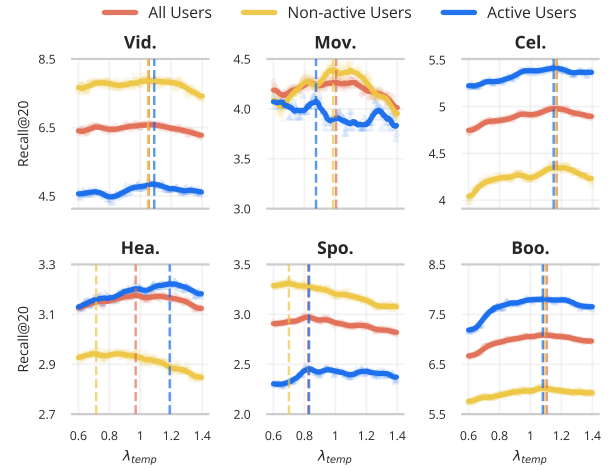 All Users Non-active Users Active Users
Vid. Mov. Cel.
Recall@20
8.5
6.5
4.5
4.5
4.0
3.5
3.0
5.5
5
4.5
4
Hea. Spo. Boo.
Recall@20
3.3
3.1
2.9
2.7
3.5
3.0
2.5
2.0
8.5
7.5
6.5
5.5
0.6 0.8 1 1.2 1.4
0.6 0.8 1 1.2 1.4
0.6 0.8 1 1.2 1.4
λtemp λtemp λtemp